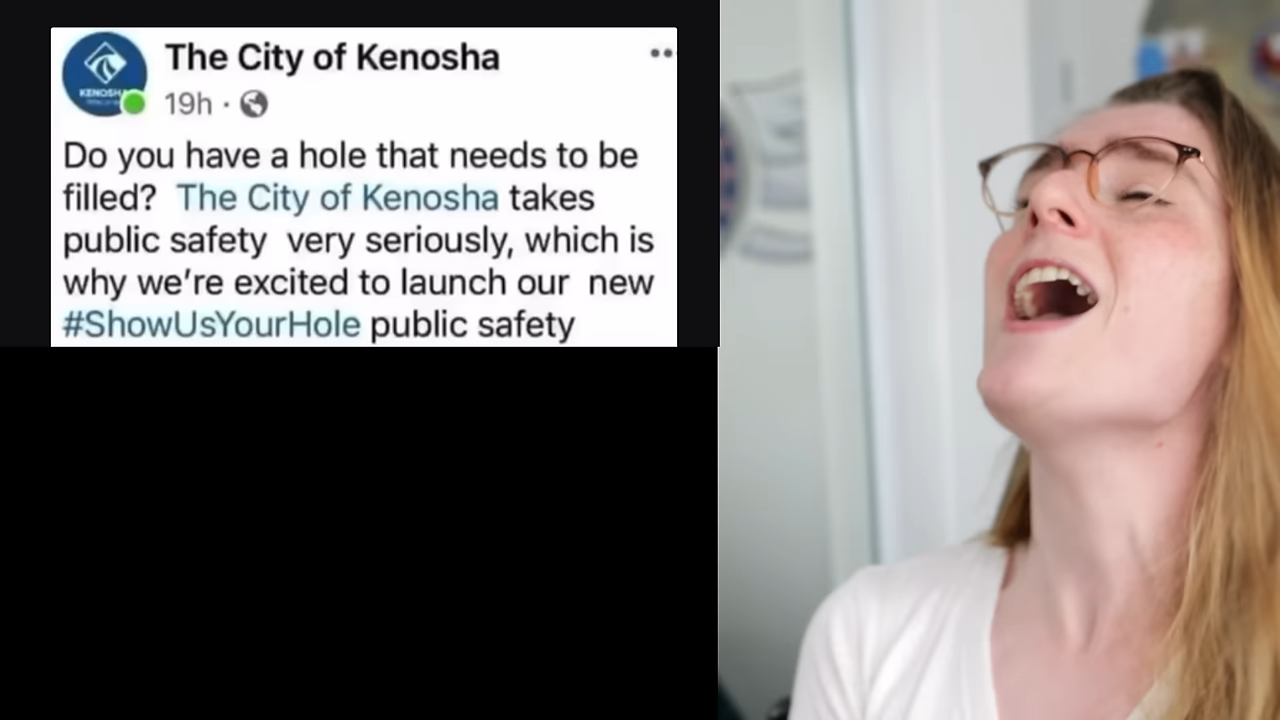 The City of Kenosha
KENOSHA
19h ·
Do you have a hole that needs to be
filled? The City of Kenosha takes
public safety very seriously, which is
why we're excited to launch our new
#ShowUsYourHole public safety